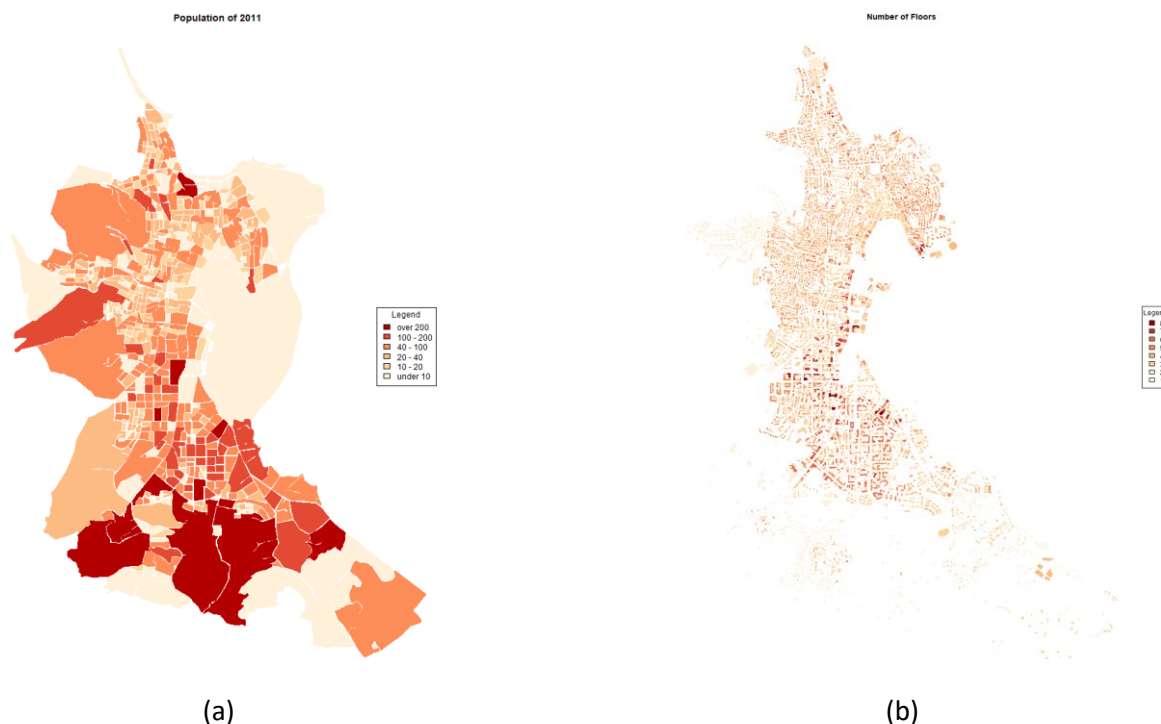 Population of 2011
Number of Floors
Legend
over 200
100 - 200
40 - 100
20 - 40
10 - 20
under 10
Legend
(a)
(b)